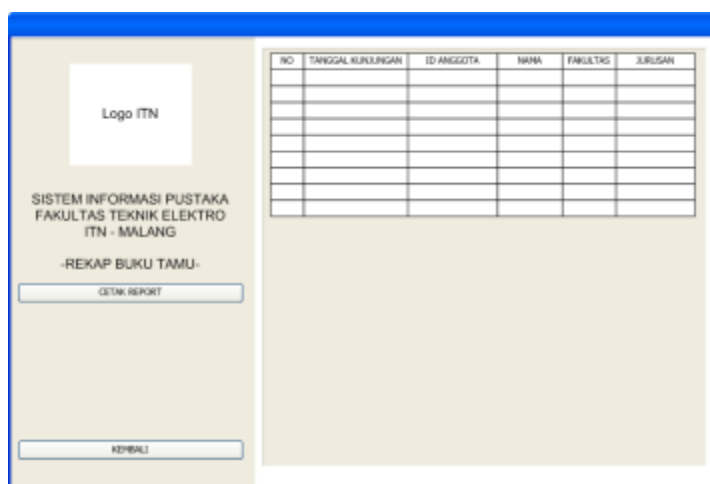 Logo ITN
SISTEM INFORMASI PUSTAKA
FAKULTAS TEKNIK ELEKTRO
ITN - MALANG
-REKAP BUKU TAMU-
CETAK REPORT
KEMBALI
NO TANGGAL KUNJUNGAN ID ANGGOTA NAMA FAKULTAS JURUSAN